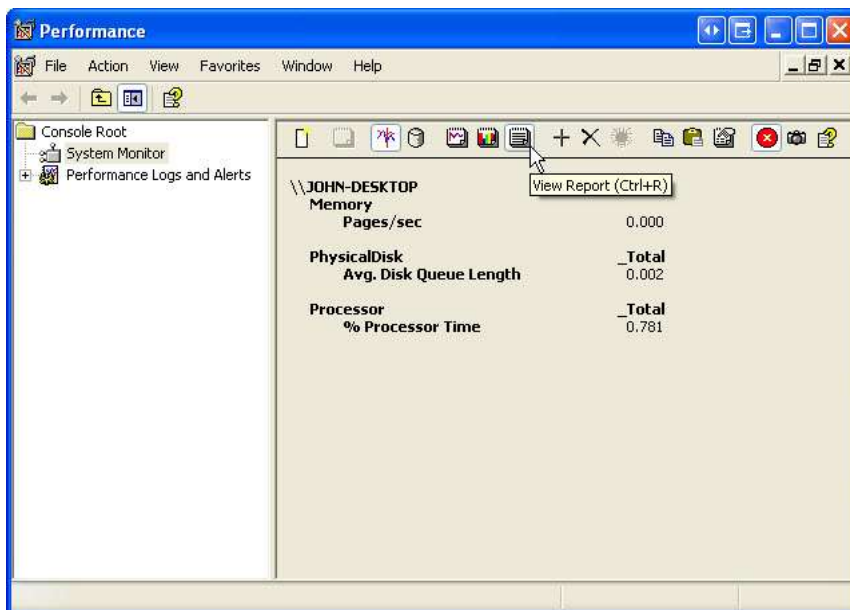 Performance
File Action View Favorites Window Help
Console Root
System Monitor
Performance Logs and Alerts
View Report (Ctrl+R)
\\JOHN-DESKTOP
Memory
Pages/sec 0.000
PhysicalDisk _Total
Avg. Disk Queue Length 0.002
Processor _Total
% Processor Time 0.781